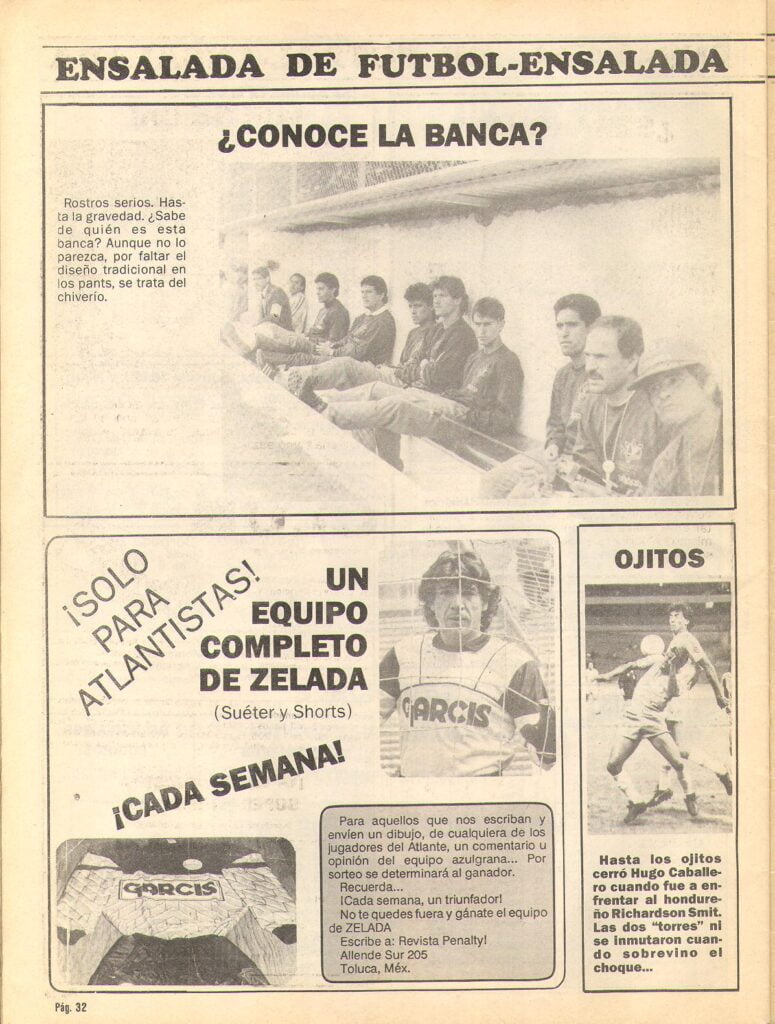 ENSALADA DE FUTBOL-ENSALADA
¿CONOCE LA BANCA?
Rostros serios. Has-
ta la gravedad. ¿Sabe
de quién es esta
banca? Aunque no lo
parezca, por faltar el
diseño tradicional en
los pants, se trata del
chiverío.
¡SOLO
PARA
ATLANTISTAS!
UN
EQUIPO
COMPLETO
DE ZELADA
(Suéter y Shorts)
GARCIS
¡CADA SEMANA!
GARCIS
Para aquellos que nos escriban y
envíen un dibujo, de cualquiera de los
jugadores del Atlante, un comentario u
opinión del equipo azulgrana... Por
sorteo se determinará al ganador.
Recuerda...
¡Cada semana, un triunfador!
No te quedes fuera y gánate el equipo
de ZELADA
Escribe a: Revista Penalty!
Allende Sur 205
Toluca, Méx.
OJITOS
Hasta los ojitos
cerró Hugo Caballe-
ro cuando fue a en-
frentar al hondure-
ño Richardson Smit.
Las dos "torres" ni
se inmutaron cuan-
do sobrevino el
choque...
Pág. 32